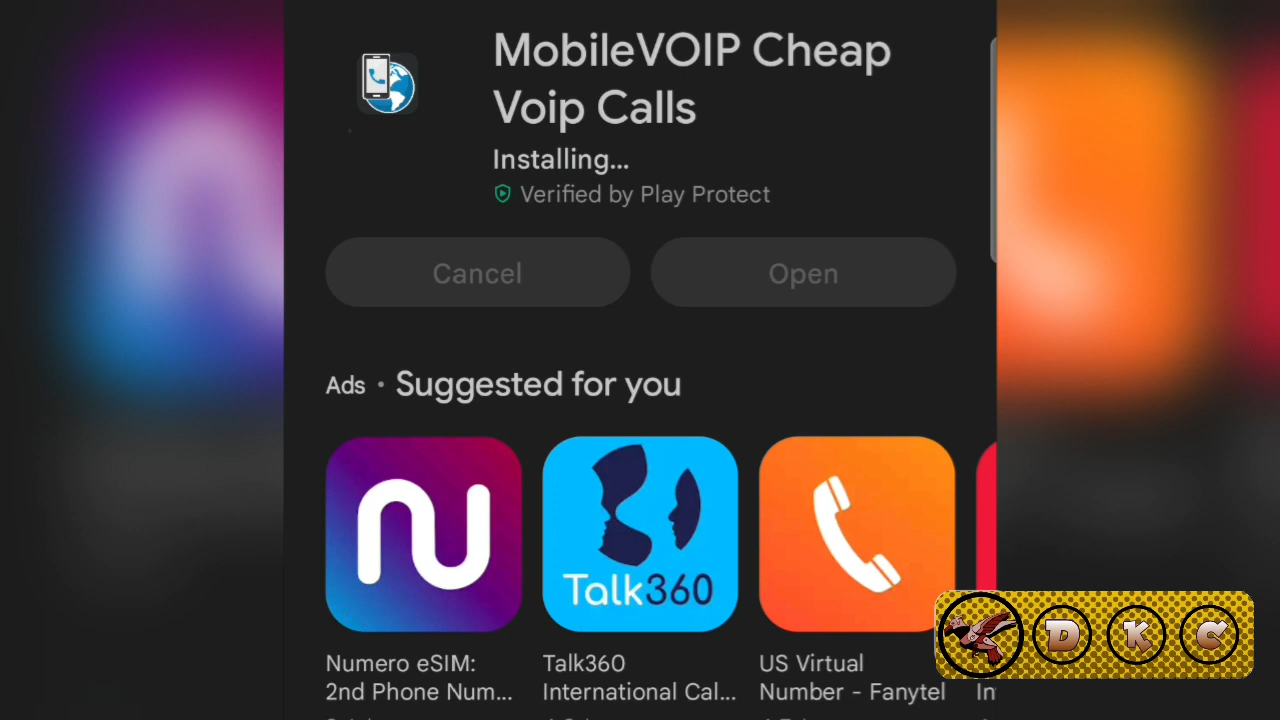 MobileVOIP Cheap
Voip Calls
Installing...
Verified by Play Protect
Cancel
Open
Ads • Suggested for you
Talk360
Numero eSIM:
2nd Phone Num...
Talk360
International Cal...
US Virtual
Number - Fanytel
In
D K C